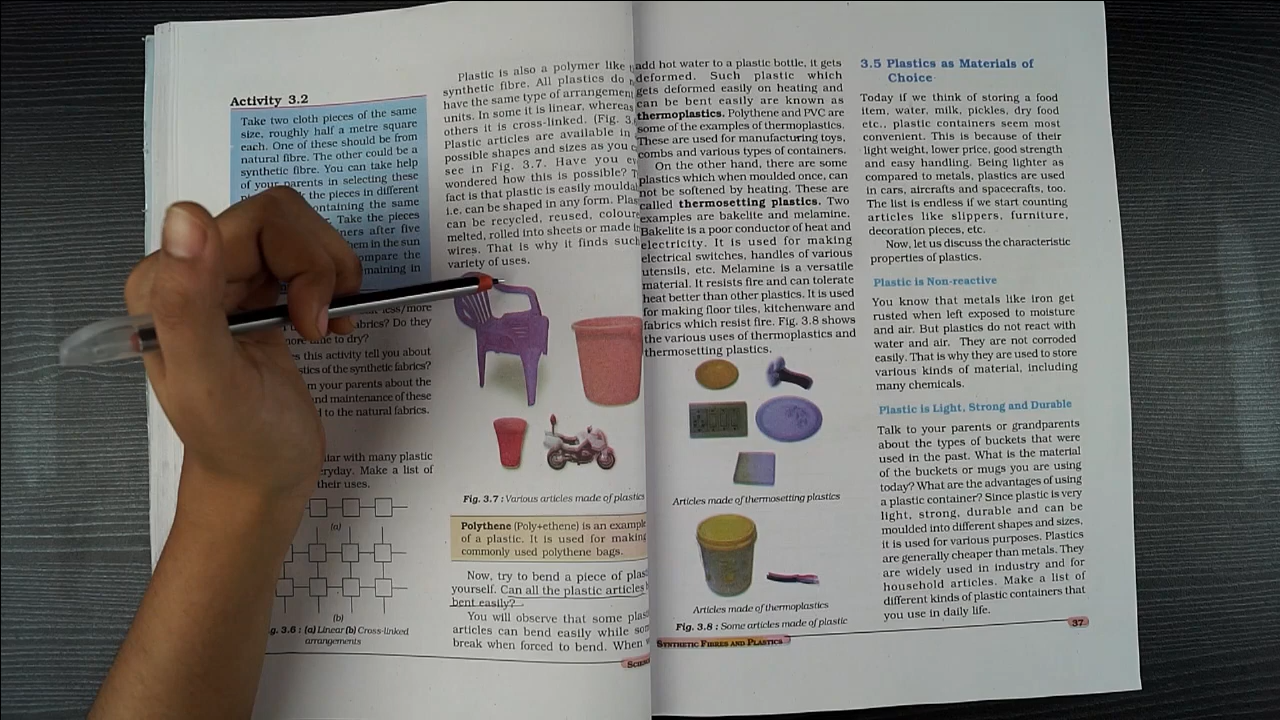 Activity 3.2
Take two cloth pieces of the same
size, roughly half a metre square
each. One of these should be from
natural fibre. The other could be a
synthetic fibre. You can take help
of your parents in selecting these
the pieces in different
containing the same
Take the pieces
after five
them in the sun
compare the
remaining in
less/more
Do they
to dry?
this activity tell you about
of the synthetic fabrics?
your parents about the
and maintenance of these
to the natural fabrics.
with many plastic
Make a list of
their uses.
(a)
(b)
3.6 : (a) Linear (b) Cross-linked
arrangements
Plastic is also a polymer like
synthetic fibre. All plastics do
have the same type of arrangement
units. In some it is linear, whereas
others it is cross-linked. (Fig. 3.
Plastic articles are available in
possible shapes and sizes as you
see in Fig. 3.7. Have you
wondered how this is possible?
fact is that plastic is easily
i.e. can be shaped in any form.
can be recycled, reused,
melted, rolled into sheets or made
wires. That is why it finds such
variety of uses.
Fig. 3.7 : Various articles made of plastics
Polythene (Poly+ethene) is an example
of a plastic. It is used for making
commonly used polythene bags.
Now, try to bend a piece of
yourself. Can all the plastic articles
bent easily?
You will observe that some
articles can bend easily while
break when forced to bend. When
add hot water to a plastic bottle, it gets
deformed. Such plastic which
gets deformed easily on heating and
can be bent easily are known as
thermoplastics. Polythene and PVC are
some of the examples of thermoplastics.
These are used for manufacturing toys,
combs and various types of containers.
On the other hand, there are some
plastics which when moulded once, can
not be softened by heating. These are
called thermosetting plastics. Two
examples are bakelite and melamine.
Bakelite is a poor conductor of heat and
electricity. It is used for making
electrical switches, handles of various
utensils, etc. Melamine is a versatile
material. It resists fire and can tolerate
heat better than other plastics. It is used
for making floor tiles, kitchenware and
fabrics which resist fire. Fig. 3.8 shows
the various uses of thermoplastics and
thermosetting plastics.
Articles made of thermosetting plastics
Articles made of thermoplastics
Fig. 3.8 : Some articles made of plastic
SYNTHETIC FIBRES AND PLASTICS
3.5 Plastics as Materials of
Choice
Today if we think of storing a food
item, water, milk, pickles, dry food
etc., plastic containers seem most
convenient. This is because of their
light weight, lower price, good strength
and easy handling. Being lighter as
compared to metals, plastics are used
in cars, aircrafts and spacecrafts, too.
The list is endless if we start counting
articles like slippers, furniture,
decoration pieces, etc.
Now, let us discuss the characteristic
properties of plastics.
Plastic is Non-reactive
You know that metals like iron get
rusted when left exposed to moisture
and air. But plastics do not react with
water and air. They are not corroded
easily. That is why they are used to store
various kinds of material, including
many chemicals.
Plastic is Light, Strong and Durable
Talk to your parents or grandparents
about the types of buckets that were
used in the past. What is the material
of the buckets or mugs you are using
today? What are the advantages of using
a plastic container? Since plastic is very
light, strong, durable and can be
moulded into different shapes and sizes,
it is used for various purposes. Plastics
are generally cheaper than metals. They
are widely used in industry and for
household articles. Make a list of
different kinds of plastic containers that
you use in daily life.
37